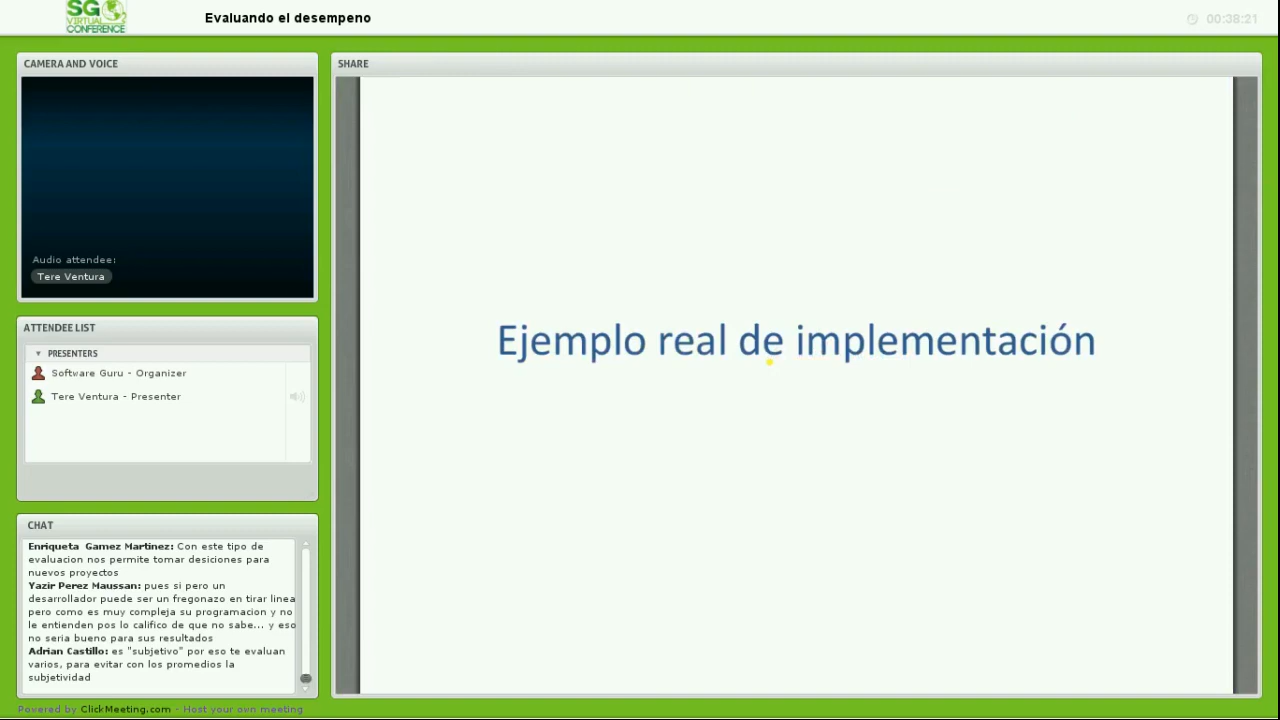 SG
VIRTUAL
CONFERENCE
Evaluando el desempeno
00:38:21
CAMERA AND VOICE
Audio attendee:
Tere Ventura
ATTENDEE LIST
PRESENTERS
Software Guru - Organizer
Tere Ventura - Presenter
CHAT
Enriqueta Gamez Martinez: Con este tipo de
evaluacion nos permite tomar desiciones para
nuevos proyectos
Yazir Perez Maussan: pues si pero un
desarrollador puede ser un fregonazo en tirar linea
pero como es muy compleja su programacion y no
le entienden pos lo califico de que no sabe... y eso
no seria bueno para sus resultados
Adrian Castillo: es "subjetivo" por eso te evaluan
varios, para evitar con los promedios la
subjetividad
Powered by ClickMeeting.com - Host your own meeting
SHARE
Ejemplo real de implementación